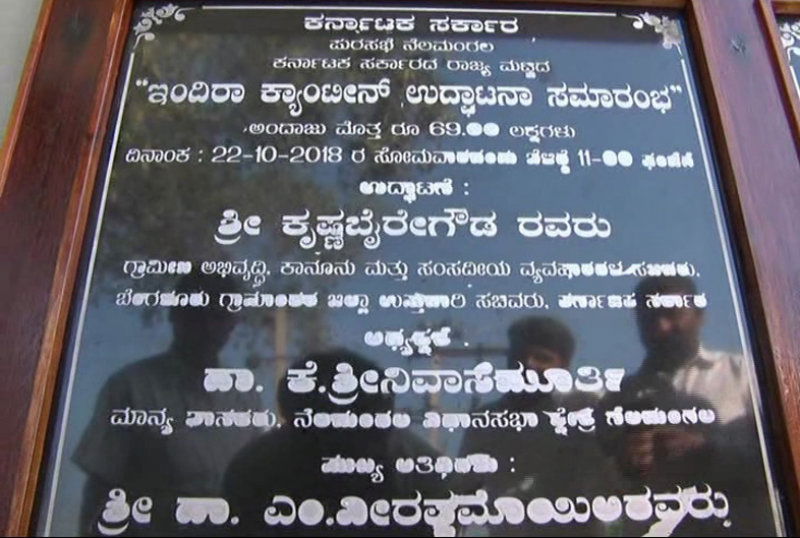 ಕರ್ನಾಟಕ ಸರ್ಕಾರ
ಪುರಸಭೆ ನೆಲಮಂಗಲ
ಕರ್ನಾಟಕ ಸರ್ಕಾರದ ರಾಜ್ಯ ಮಟ್ಟದ
"ಇಂದಿರಾ ಕ್ಯಾಂಟೀನ್ ಉದ್ಘಾಟನಾ ಸಮಾರಂಭ"
ಅಂದಾಜು ಮೊತ್ತ ರೂ 69.00 ಲಕ್ಷಗಳು
ದಿನಾಂಕ : 22-10-2018 ರ ಸೋಮವಾರದಂದು ಬೆಳಿಗ್ಗೆ 11-00 ಘಂಟೆಗೆ
ಉದ್ಘಾಟಣೆ :
ಶ್ರೀ ಕೃಷ್ಣಬೈರೇಗೌಡ ರವರು
ಗ್ರಾಮೀಣ ಅಭಿವೃದ್ಧಿ, ಕಾನೂನು ಮತ್ತು ಸಂಸದೀಯ ವ್ಯವಹಾರಗಳ ಸಚಿವರು.
ಬೆಂಗಳೂರು ಗ್ರಾಮಾಂತರ ಜಿಲ್ಲಾ ಉಸ್ತುವಾರಿ ಸಚಿವರು. ಕರ್ನಾಟಕ ಸರ್ಕಾರ
ಅಧ್ಯಕ್ಷತೆ :
ಡಾ. ಕೆ.ಶ್ರೀನಿವಾಸಮೂರ್ತಿ
ಮಾನ್ಯ ಶಾಸಕರು. ನೆಲಮಂಗಲ ವಿಧಾನಸಭಾ ಕ್ಷೇತ್ರ ನೆಲಮಂಗಲ
ಮುಖ್ಯ ಅತಿಥಿಗಳು :
ಶ್ರೀ ಡಾ. ಎಂ.ವೀರಪ್ಪಮೊಯಿಲಿರವರು